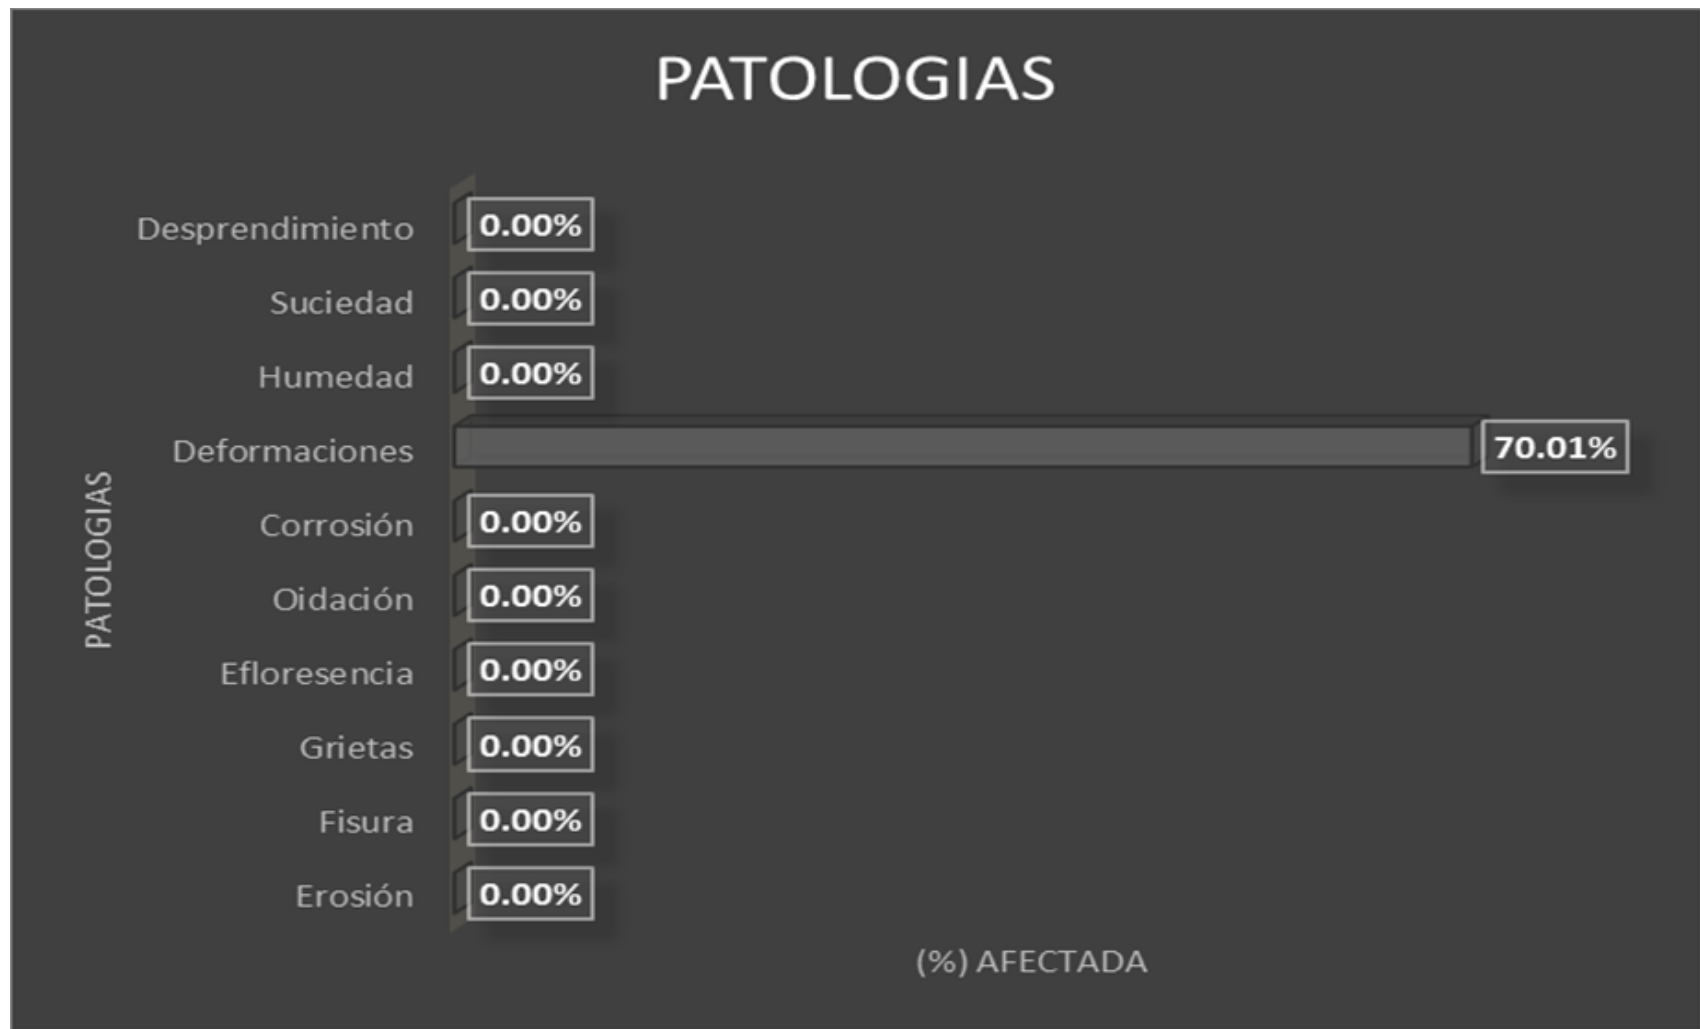 PATOLOGIAS
Desprendimiento 0.00%
Suciedad 0.00%
Humedad 0.00%
Deformaciones 70.01%
Corrosión 0.00%
Oidación 0.00%
Efloresencia 0.00%
Grietas 0.00%
Fisura 0.00%
Erosión 0.00%
PATOLOGIAS
(%) AFECTADA